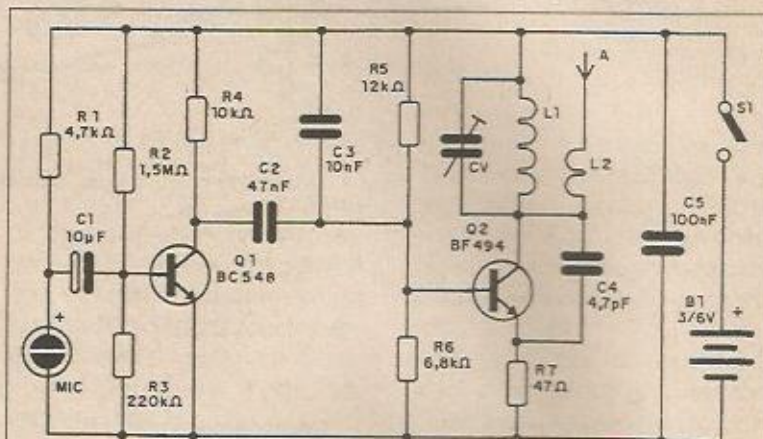 R1
4,7kΩ
R2
1,5MΩ
R4
10kΩ
C1
10µF
C2
47nF
C3
10nF
R5
12kΩ
CV
L1
A
L2
S1
Q1
BC548
Q2
BF494
C4
4,7pF
C5
100nF
B1
3/6V
+
+
MIC
R3
220kΩ
R6
6,8kΩ
R7
47Ω